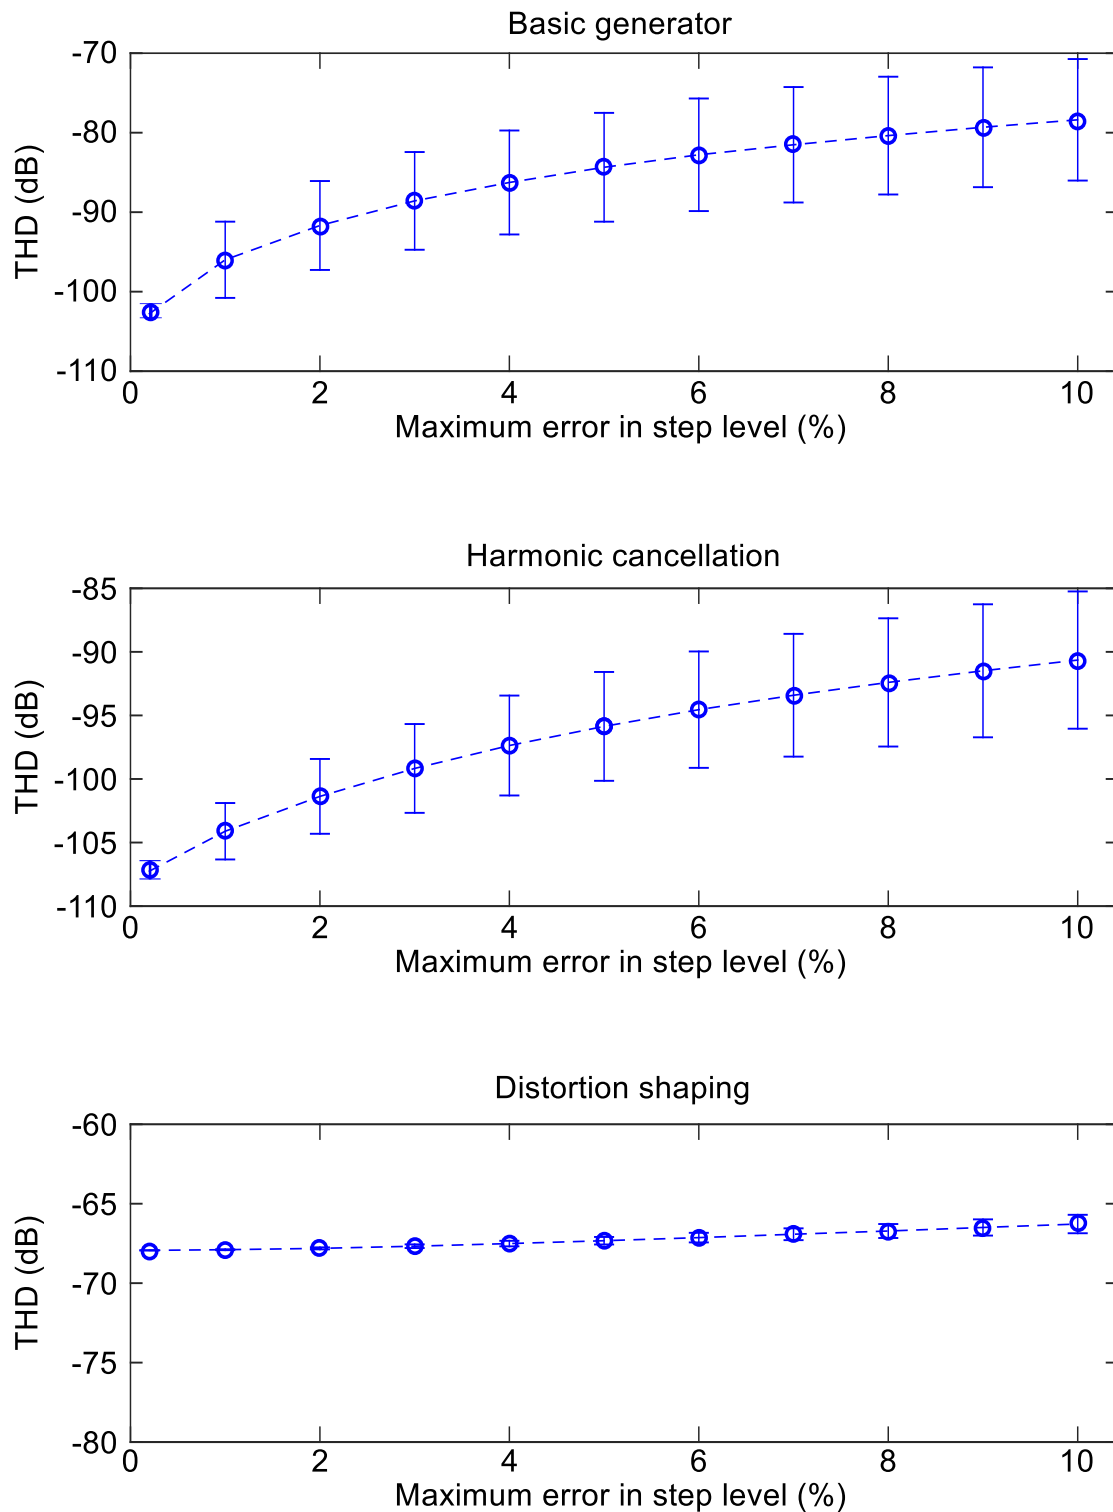 Basic generator
-70
-80
-90
-100
-110
THD (dB)
0 2 4 6 8 10
Maximum error in step level (%)
Harmonic cancellation
-85
-90
-95
-100
-105
-110
THD (dB)
0 2 4 6 8 10
Maximum error in step level (%)
Distortion shaping
-60
-65
-70
-75
-80
THD (dB)
0 2 4 6 8 10
Maximum error in step level (%)